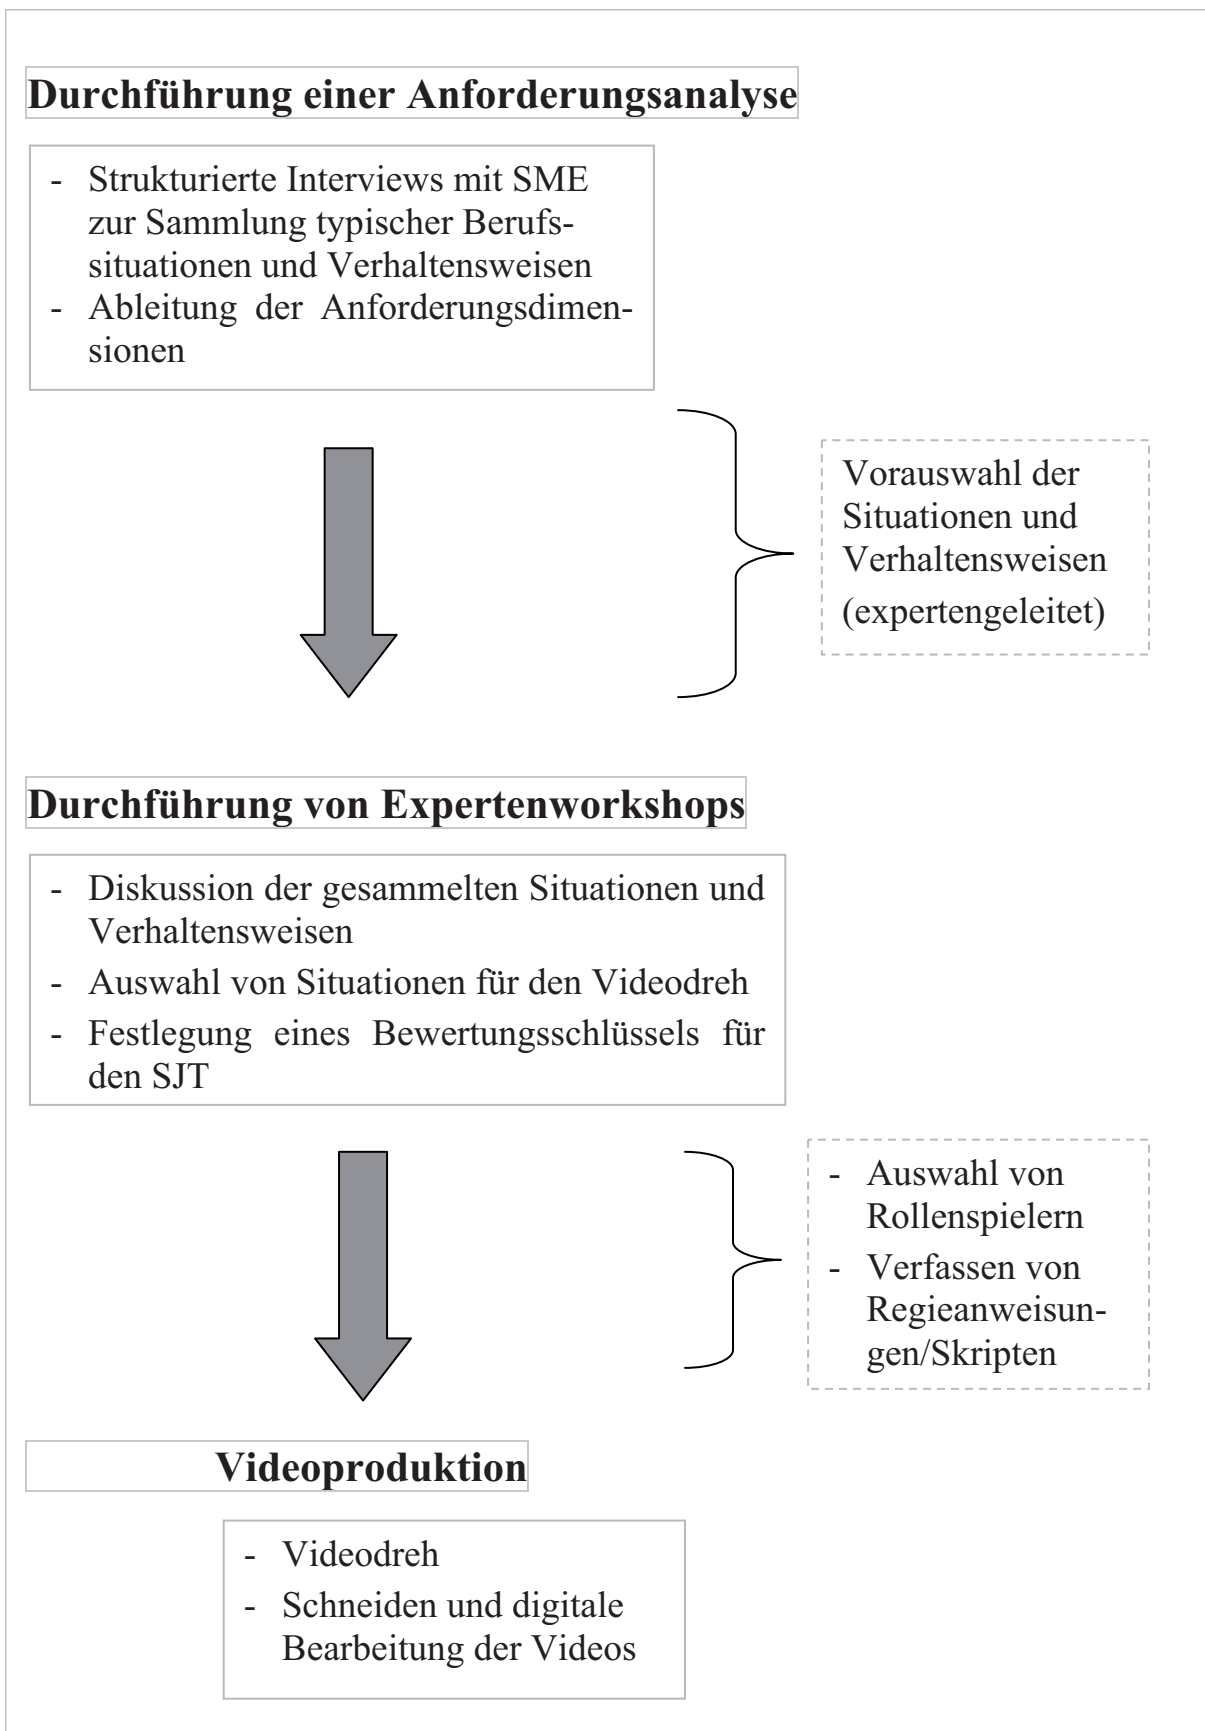 Durchführung einer Anforderungsanalyse
- Strukturierte Interviews mit SME
zur Sammlung typischer Berufs-
situationen und Verhaltensweisen
- Ableitung der Anforderungsdimen-
sionen
Vorauswahl der
Situationen und
Verhaltensweisen
(expertengeleitet)
Durchführung von Expertenworkshops
- Diskussion der gesammelten Situationen und
Verhaltensweisen
- Auswahl von Situationen für den Videodreh
- Festlegung eines Bewertungsschlüssels für
den SJT
- Auswahl von
Rollenspielern
- Verfassen von
Regieanweisun-
gen/Skripten
Videoproduktion
- Videodreh
- Schneiden und digitale
Bearbeitung der Videos